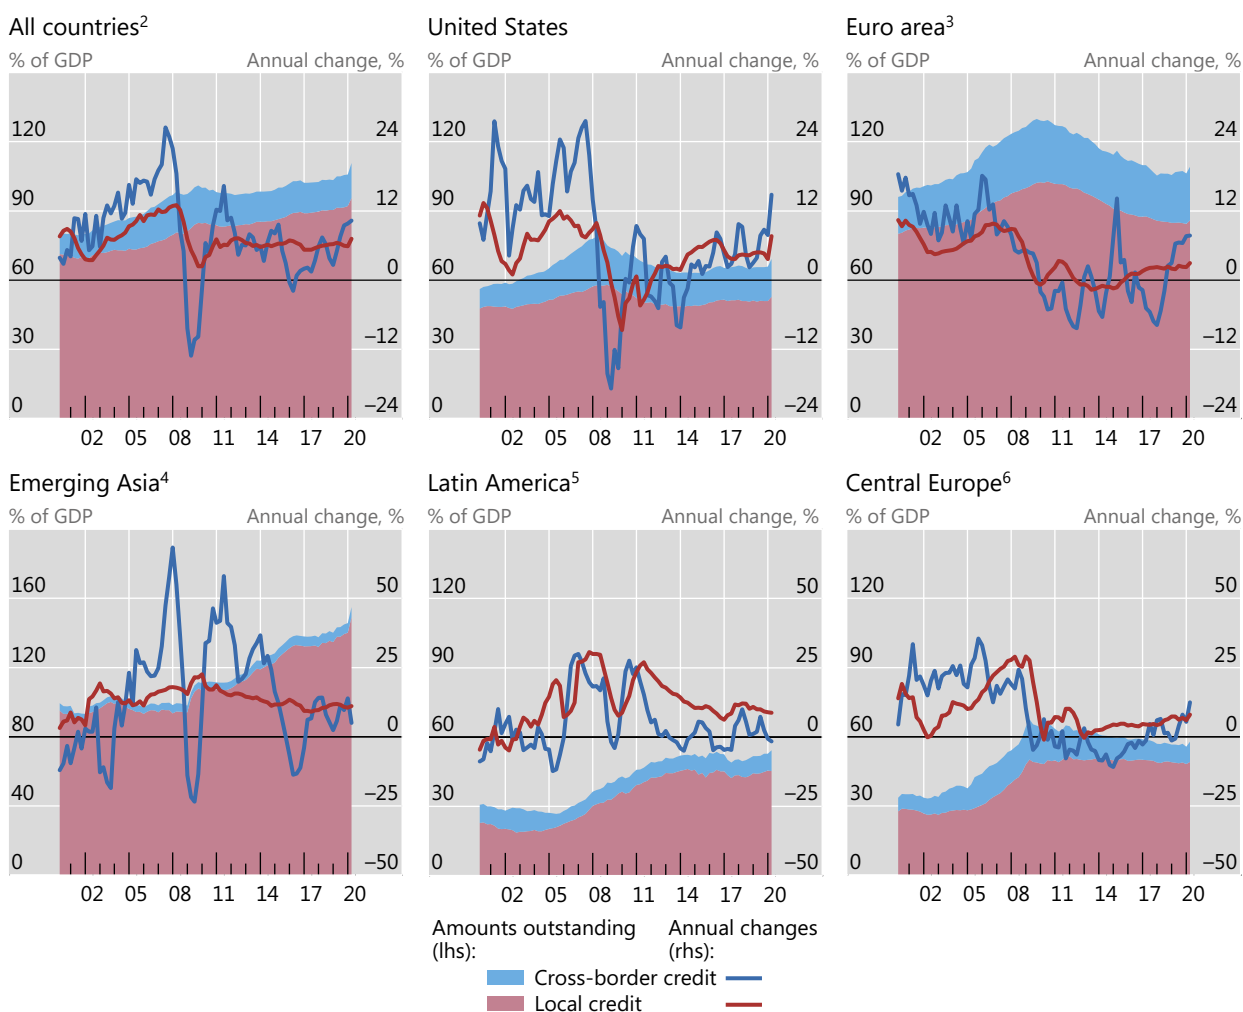 All countries²
% of GDP Annual change, %
120 24
90 12
60 0
30 –12
0 –24
02 05 08 11 14 17 20
United States
% of GDP Annual change, %
120 24
90 12
60 0
30 –12
0 –24
02 05 08 11 14 17 20
Euro area³
% of GDP Annual change, %
120 24
90 12
60 0
30 –12
0 –24
02 05 08 11 14 17 20
Emerging Asia⁴
% of GDP Annual change, %
160 50
120 25
80 0
40 –25
0 –50
02 05 08 11 14 17 20
Latin America⁵
% of GDP Annual change, %
120 50
90 25
60 0
30 –25
0 –50
02 05 08 11 14 17 20
Central Europe⁶
% of GDP Annual change, %
120 50
90 25
60 0
30 –25
0 –50
02 05 08 11 14 17 20
Amounts outstanding
(lhs):
Annual changes
(rhs):
Cross-border credit
Local credit